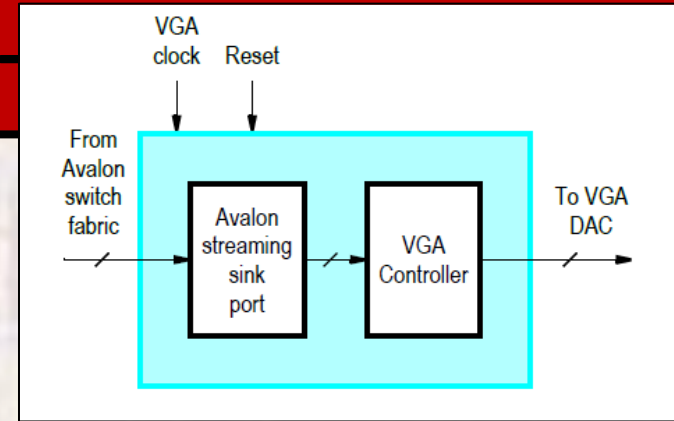 VGA
clock
Reset
From
Avalon
switch
fabric
Avalon
streaming
sink
port
VGA
Controller
To VGA
DAC